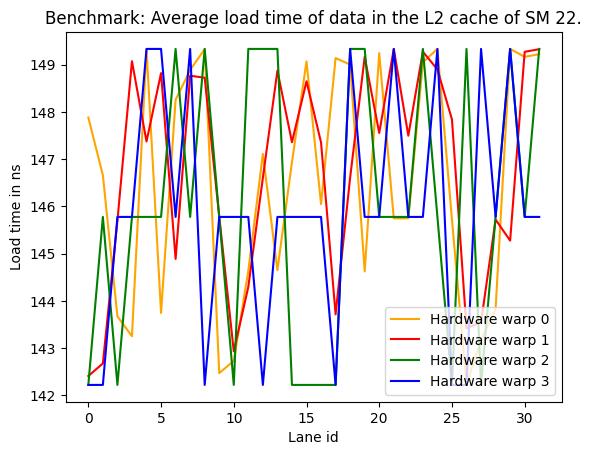 Benchmark: Average load time of data in the L2 cache of SM 22.
Load time in ns
149
148
147
146
145
144
143
142
Hardware warp 0
Hardware warp 1
Hardware warp 2
Hardware warp 3
0 5 10 15 20 25 30
Lane id